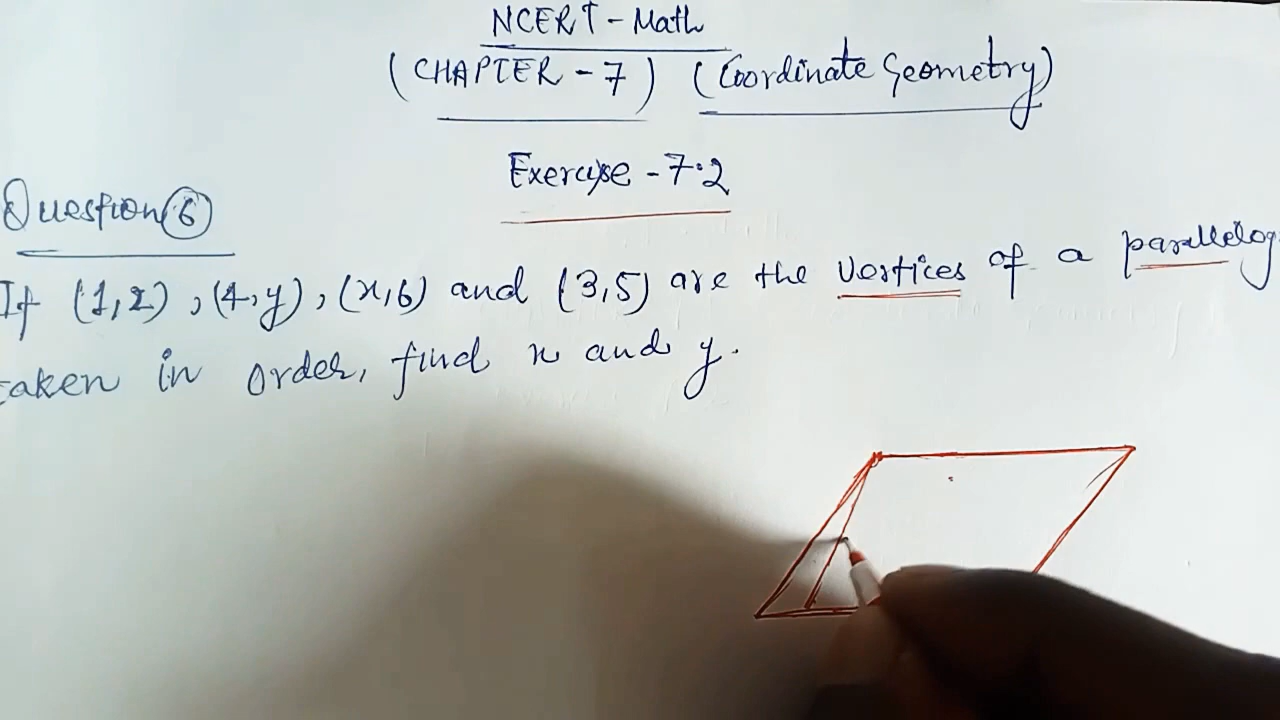 NCERT - Math
(CHAPTER - 7) (Coordinate Geometry)
Exercise - 7.2
Question 6
If (1,2), (4,y), (x,6) and (3,5) are the vertices of a parallelog
taken in order, find x and y.